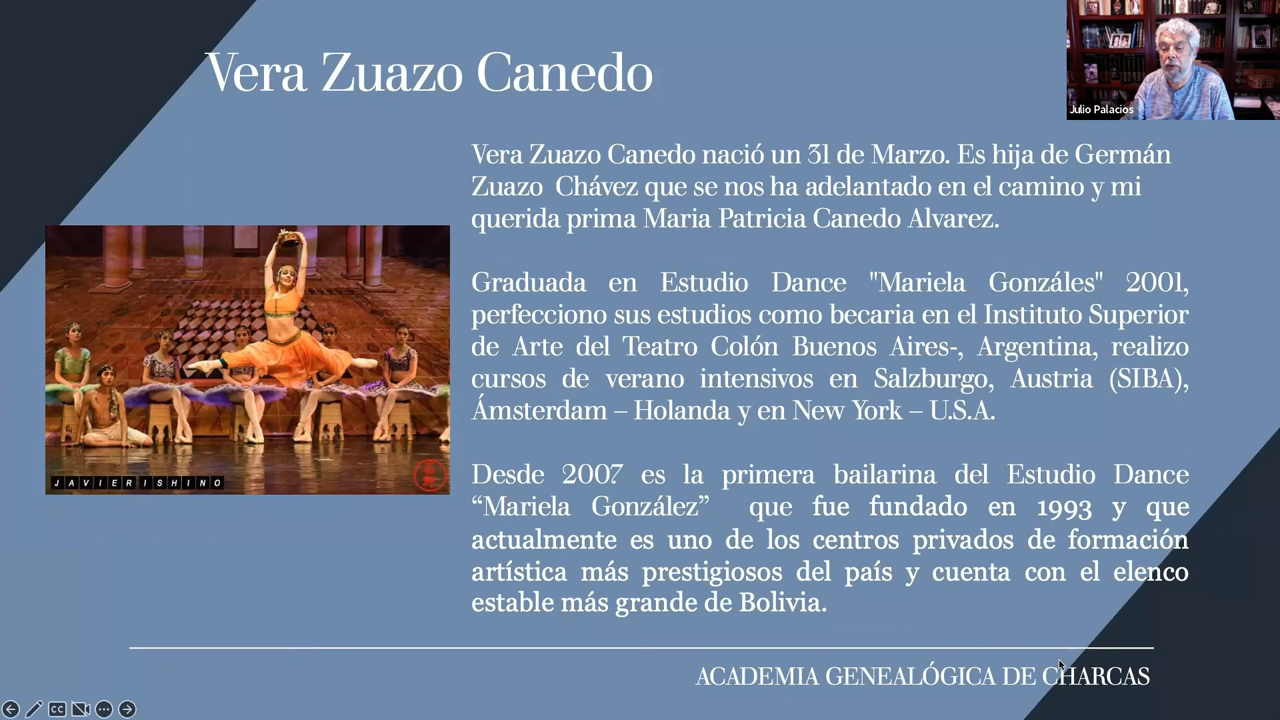 Vera Zuazo Canedo
Julio Palacios
Vera Zuazo Canedo nació un 31 de Marzo. Es hija de Germán
Zuazo Chávez que se nos ha adelantado en el camino y mi
querida prima Maria Patricia Canedo Alvarez.
Graduada en Estudio Dance "Mariela Gonzáles" 2001,
perfecciono sus estudios como becaria en el Instituto Superior
de Arte del Teatro Colón Buenos Aires-, Argentina, realizo
cursos de verano intensivos en Salzburgo, Austria (SIBA),
Ámsterdam – Holanda y en New York – U.S.A.
Desde 2007 es la primera bailarina del Estudio Dance
“Mariela González” que fue fundado en 1993 y que
actualmente es uno de los centros privados de formación
artística más prestigiosos del país y cuenta con el elenco
estable más grande de Bolivia.
JAVIERISHINO
ACADEMIA GENEALÓGICA DE CHARCAS
CC